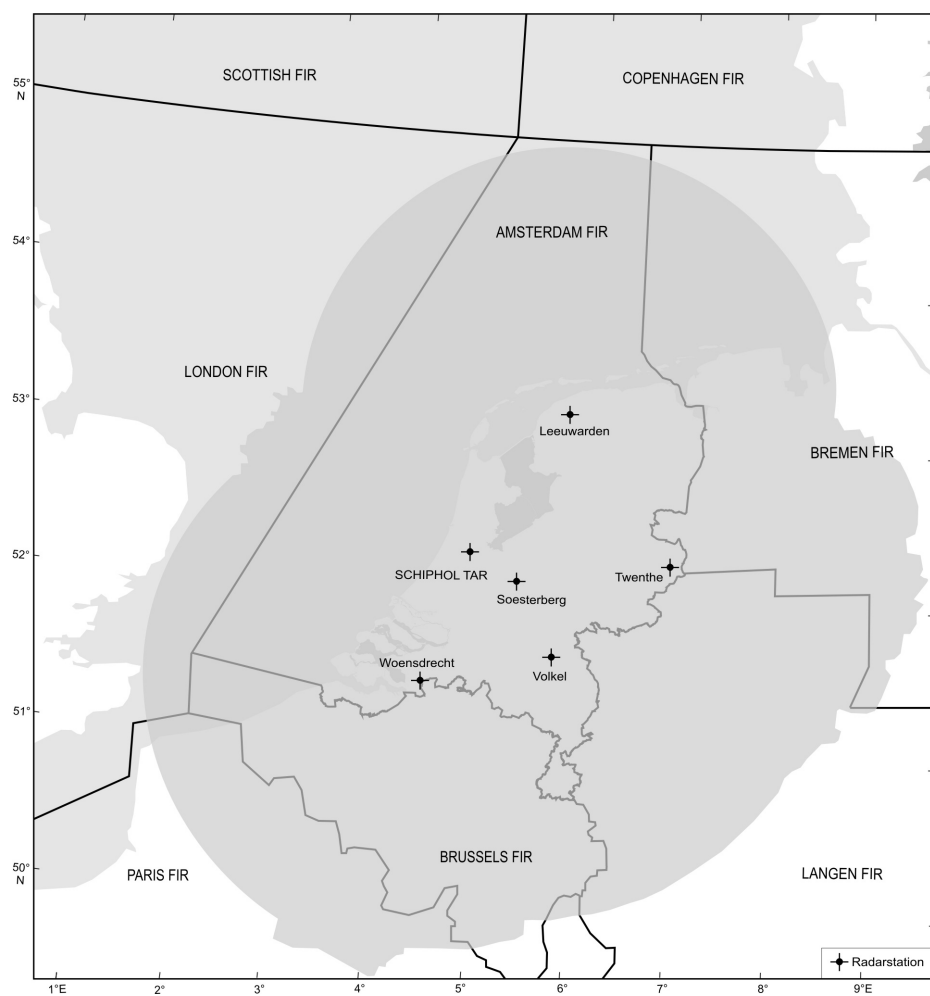 SCOTTISH FIR
COPENHAGEN FIR
55°
N
54°
AMSTERDAM FIR
LONDON FIR
53°
Leeuwarden
BREMEN FIR
52°
SCHIPHOL TAR
Twenthe
Soesterberg
Woensdrecht
Volkel
51°
BRUSSELS FIR
50°
N
PARIS FIR
LANGEN FIR
Radarstation
1°E
2°
3°
4°
5°
6°
7°
8°
9°E